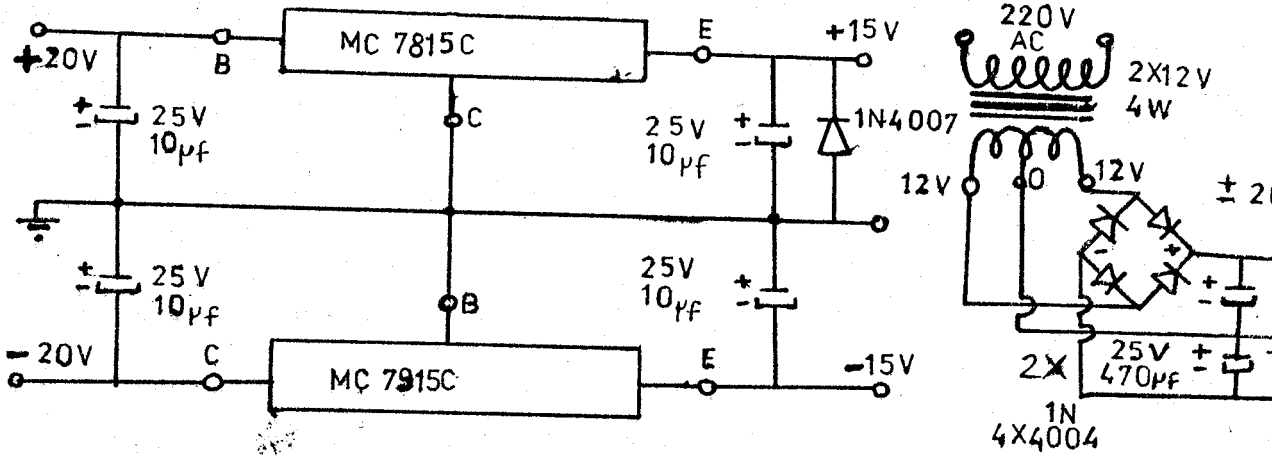 +20V
B
MC 7815C
E
+15V
25V
10µf
C
25V
10µf
1N4007
25V
10µf
B
25V
10µf
-20V
C
MC 7915C
E
-15V
220V
AC
2X12V
4W
12V
0
12V
± 20
+
-
25V
470µf
2X
1N
4X4004